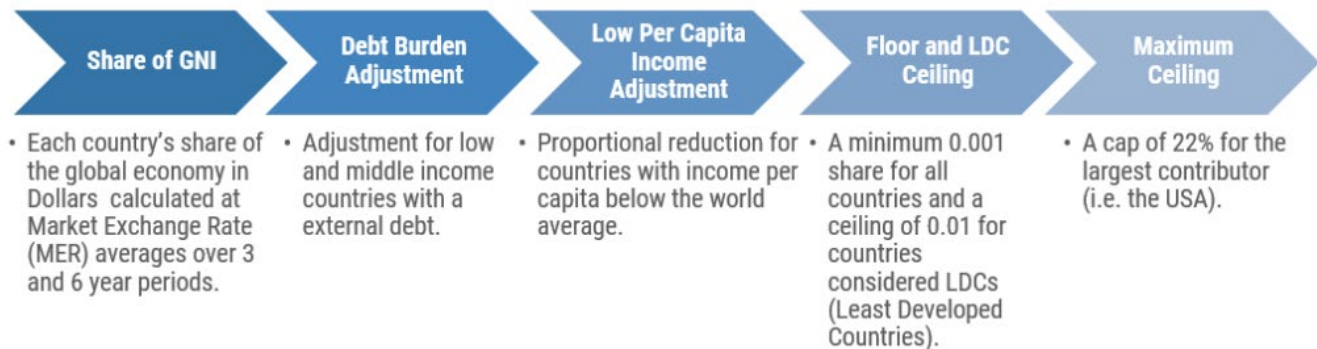 Share of GNI
Debt Burden
Adjustment
Low Per Capita
Income
Adjustment
Floor and LDC
Ceiling
Maximum
Ceiling
• Each country's share of
the global economy in
Dollars calculated at
Market Exchange Rate
(MER) averages over 3
and 6 year periods.
• Adjustment for low
and middle income
countries with a
external debt.
• Proportional reduction for
countries with income per
capita below the world
average.
• A minimum 0.001
share for all
countries and a
ceiling of 0.01 for
countries
considered LDCs
(Least Developed
Countries).
• A cap of 22% for the
largest contributor
(i.e. the USA).